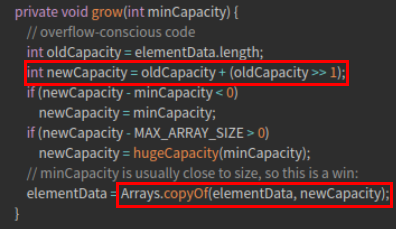 private void grow(int minCapacity) {
// overflow-conscious code
int oldCapacity = elementData.length;
int newCapacity = oldCapacity + (oldCapacity >> 1);
if (newCapacity - minCapacity < 0)
newCapacity = minCapacity;
if (newCapacity - MAX_ARRAY_SIZE > 0)
newCapacity = hugeCapacity(minCapacity);
// minCapacity is usually close to size, so this is a win:
elementData = Arrays.copyOf(elementData, newCapacity);
}